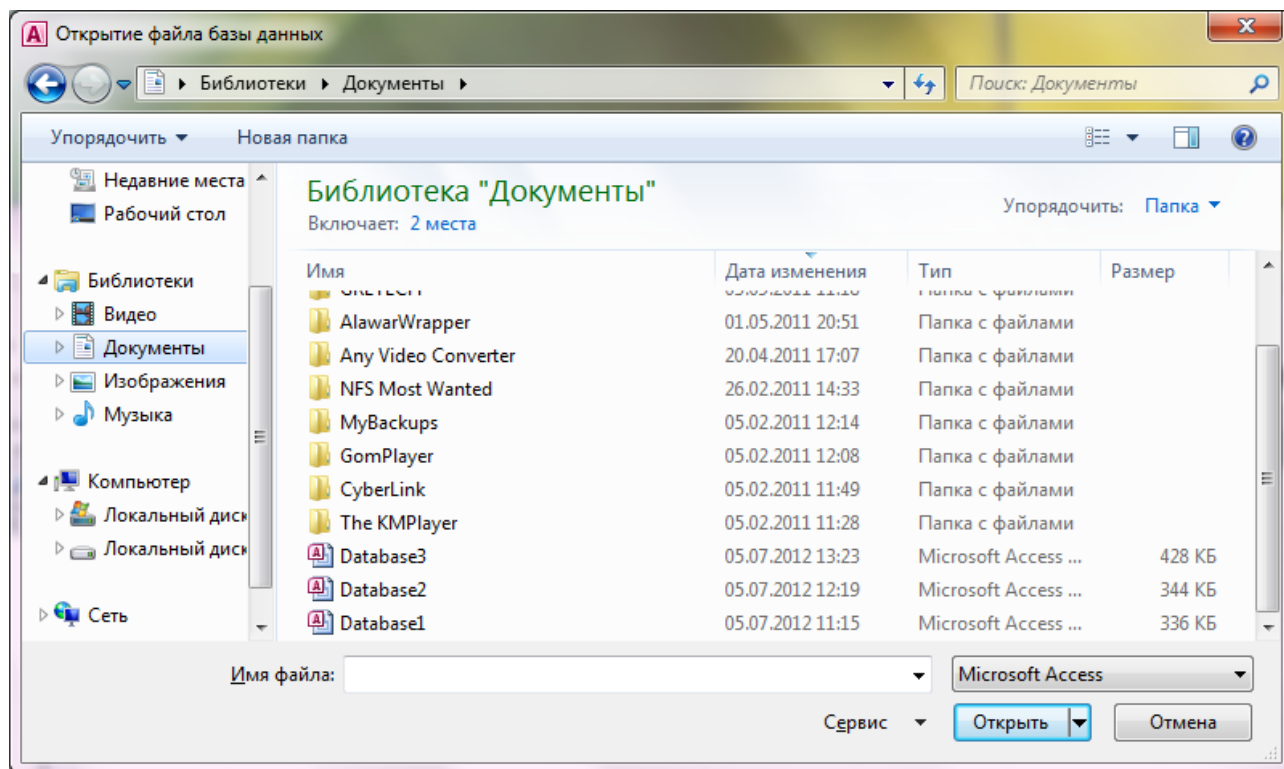 Открытие файла базы данных
Библиотеки Документы
Поиск: Документы
Упорядочить Новая папка
Недавние места
Рабочий стол
Библиотеки
Видео
Документы
Изображения
Музыка
Компьютер
Локальный диск
Локальный диск
Сеть
Библиотека "Документы"
Включает: 2 места
Упорядочить: Папка
Имя Дата изменения Тип Размер
AlawarWrapper 01.05.2011 20:51 Папка с файлами
Any Video Converter 20.04.2011 17:07 Папка с файлами
NFS Most Wanted 26.02.2011 14:33 Папка с файлами
MyBackups 05.02.2011 12:14 Папка с файлами
GomPlayer 05.02.2011 12:08 Папка с файлами
CyberLink 05.02.2011 11:49 Папка с файлами
The KMPlayer 05.02.2011 11:28 Папка с файлами
Database3 05.07.2012 13:23 Microsoft Access ... 428 КБ
Database2 05.07.2012 12:19 Microsoft Access ... 344 КБ
Database1 05.07.2012 11:15 Microsoft Access ... 336 КБ
Имя файла: Microsoft Access
Сервис Открыть Отмена